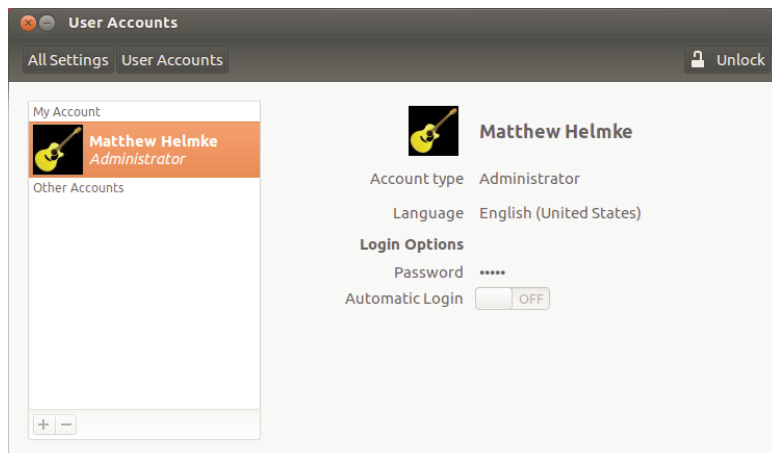 User Accounts
All Settings User Accounts Unlock
My Account
Matthew Helmke
Administrator
Other Accounts
Matthew Helmke
Account type Administrator
Language English (United States)
Login Options
Password •••••
Automatic Login OFF
+ −